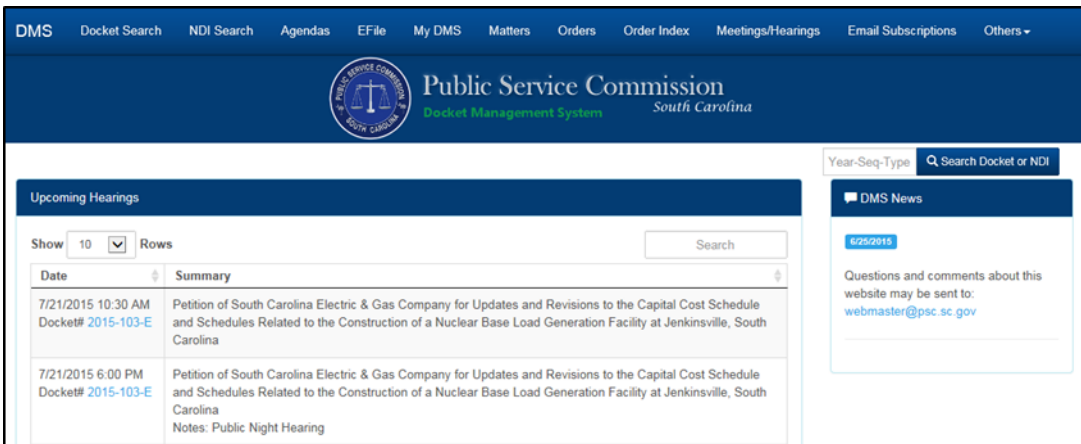 DMS Docket Search NDI Search Agendas EFile My DMS Matters Orders Order Index Meetings/Hearings Email Subscriptions Others
PUBLIC SERVICE COMMISSION
SOUTH CAROLINA
Public Service Commission
Docket Management System South Carolina
Year-Seq-Type Search Docket or NDI
Upcoming Hearings
Show 10 Rows Search
Date Summary
7/21/2015 10:30 AM Petition of South Carolina Electric & Gas Company for Updates and Revisions to the Capital Cost Schedule
Docket# 2015-103-E and Schedules Related to the Construction of a Nuclear Base Load Generation Facility at Jenkinsville, South
Carolina
7/21/2015 6:00 PM Petition of South Carolina Electric & Gas Company for Updates and Revisions to the Capital Cost Schedule
Docket# 2015-103-E and Schedules Related to the Construction of a Nuclear Base Load Generation Facility at Jenkinsville, South
Carolina
Notes: Public Night Hearing
DMS News
6/25/2015
Questions and comments about this
website may be sent to:
webmaster@psc.sc.gov